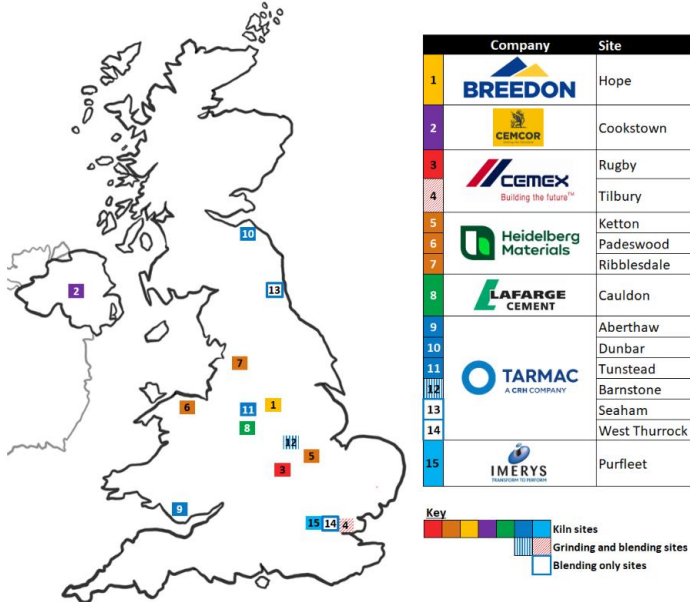 Company Site
1 BREEDON Hope
2 CEMCOR Cookstown
3 CEMEX Rugby
Building the future™
4 Tilbury
5 Heidelberg Materials Ketton
6 Padeswood
7 Ribblesdale
8 LAFARGE CEMENT Cauldon
9 TARMAC Aberthaw
A CRH COMPANY
10 Dunbar
11 Tunstead
12 Barnstone
13 Seaham
14 West Thurrock
15 IMERYS Purfleet
TRANSFORM TO PERFORM
Key
Kiln sites
Grinding and blending sites
Blending only sites
10
2
13
7
6
11
1
8
12
5
3
9
15
14
4